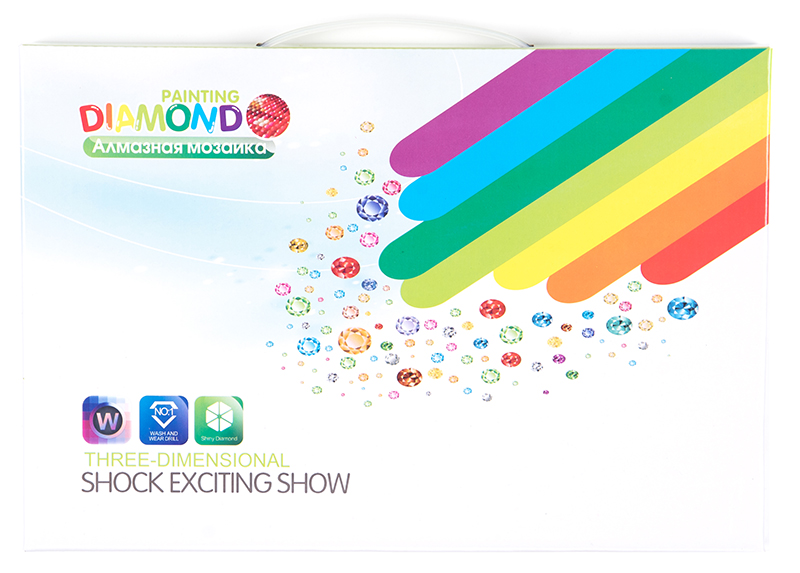 PAINTING
DIAMOND
Алмазная мозаика
W
NO:1
WASH AND
WEAR DRILL
Shiny Diamond
THREE-DIMENSIONAL
SHOCK EXCITING SHOW